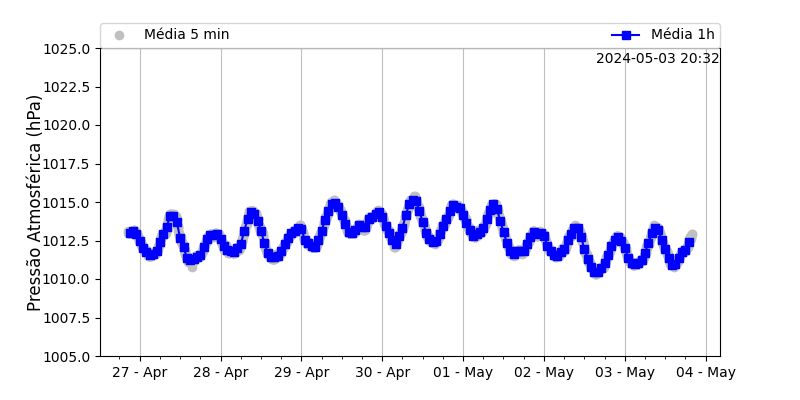 Média 5 min
Média 1h
2024-05-03 20:32
Pressão Atmosférica (hPa)
1025.0
1022.5
1020.0
1017.5
1015.0
1012.5
1010.0
1007.5
1005.0
27 - Apr
28 - Apr
29 - Apr
30 - Apr
01 - May
02 - May
03 - May
04 - May